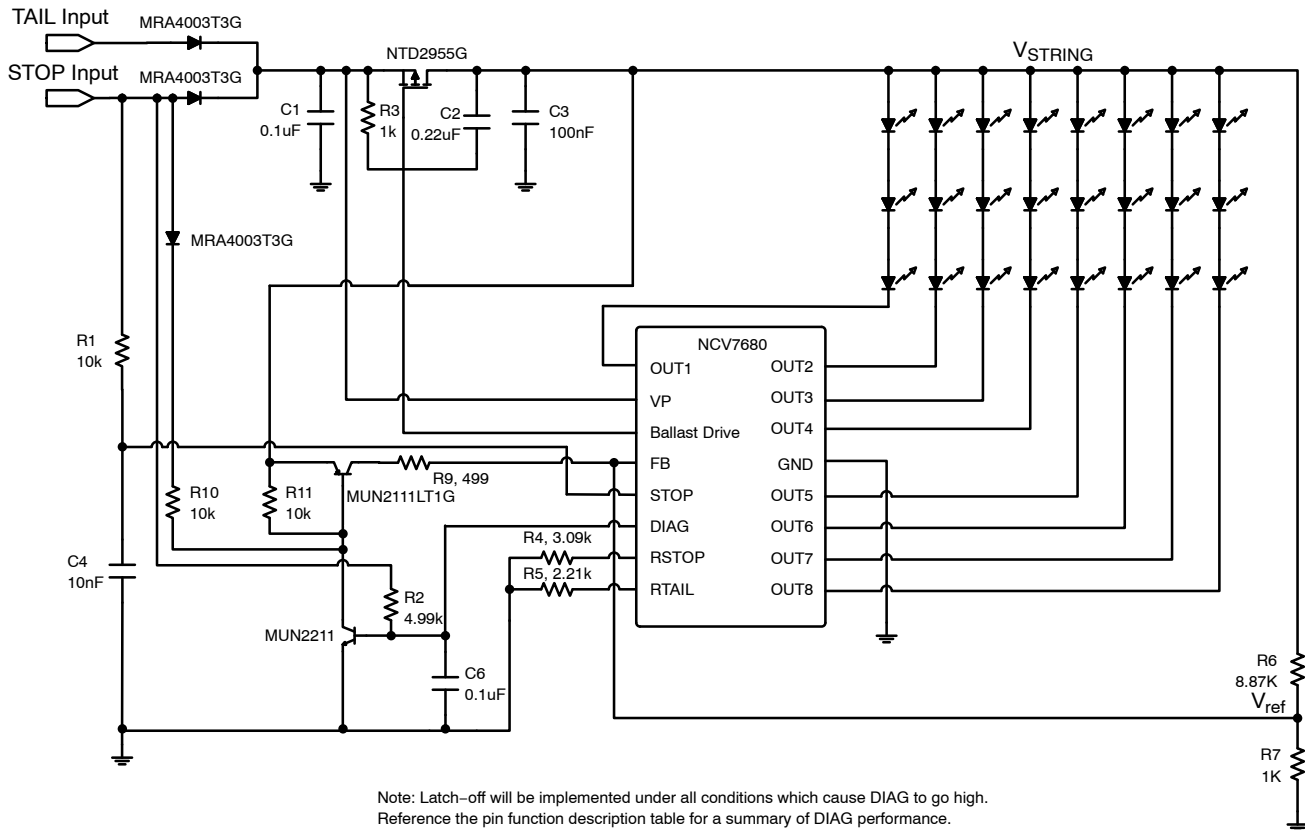 TAIL Input
MRA4003T3G
STOP Input
MRA4003T3G
NTD2955G
VSTRING
C1
0.1uF
R3
1k
C2
0.22uF
C3
100nF
MRA4003T3G
R1
10k
NCV7680
OUT1
OUT2
VP
OUT3
Ballast Drive
OUT4
FB
GND
STOP
OUT5
DIAG
OUT6
RSTOP
OUT7
RTAIL
OUT8
R9, 499
MUN2111LT1G
R10
10k
R11
10k
R4, 3.09k
R5, 2.21k
C4
10nF
R2
4.99k
MUN2211
C6
0.1uF
R6
8.87K
Vref
R7
1K
Note: Latch−off will be implemented under all conditions which cause DIAG to go high.
Reference the pin function description table for a summary of DIAG performance.